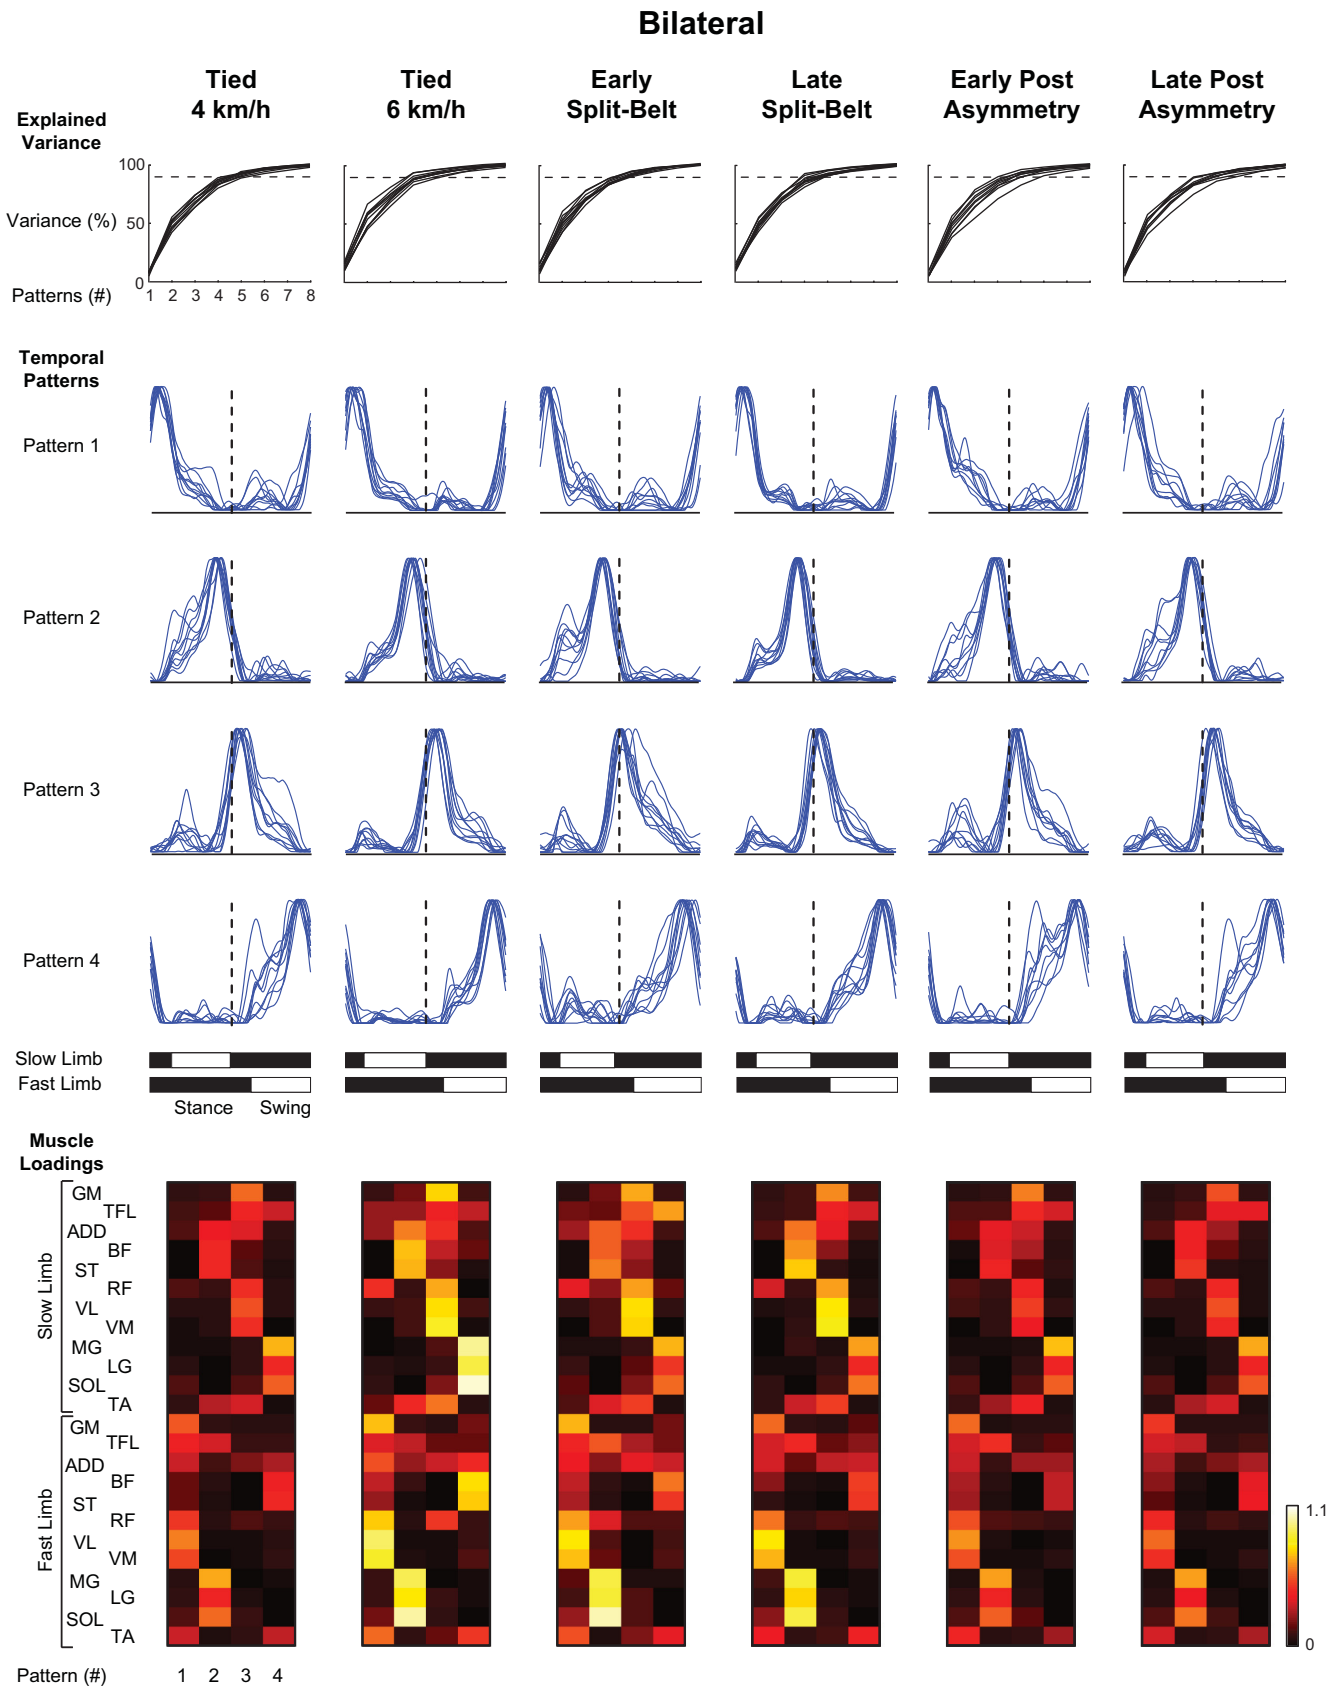 Bilateral
Tied
4 km/h
Tied
6 km/h
Early
Split-Belt
Late
Split-Belt
Early Post
Asymmetry
Late Post
Asymmetry
Explained
Variance
100
Variance (%)
50
0
Patterns (#)
1 2 3 4 5 6 7 8
Temporal
Patterns
Pattern 1
Pattern 2
Pattern 3
Pattern 4
Slow Limb
Fast Limb
Stance
Swing
Muscle
Loadings
Slow Limb
GM
TFL
ADD
BF
ST
RF
VL
VM
MG
LG
SOL
TA
Fast Limb
GM
TFL
ADD
BF
ST
RF
VL
VM
MG
LG
SOL
TA
1.1
0
Pattern (#)
1 2 3 4